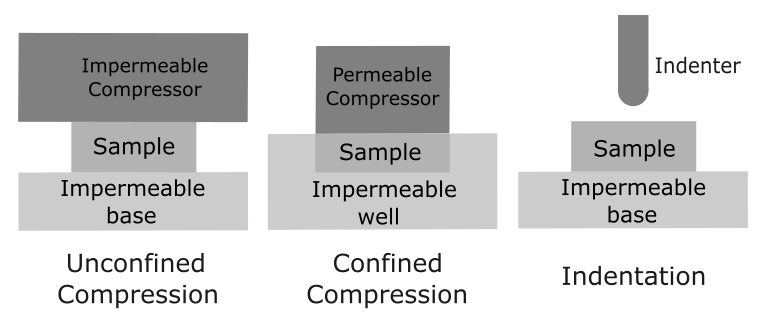 Impermeable
Compressor
Sample
Impermeable
base
Unconfined
Compression
Permeable
Compressor
Sample
Impermeable
well
Confined
Compression
Indenter
Sample
Impermeable
base
Indentation